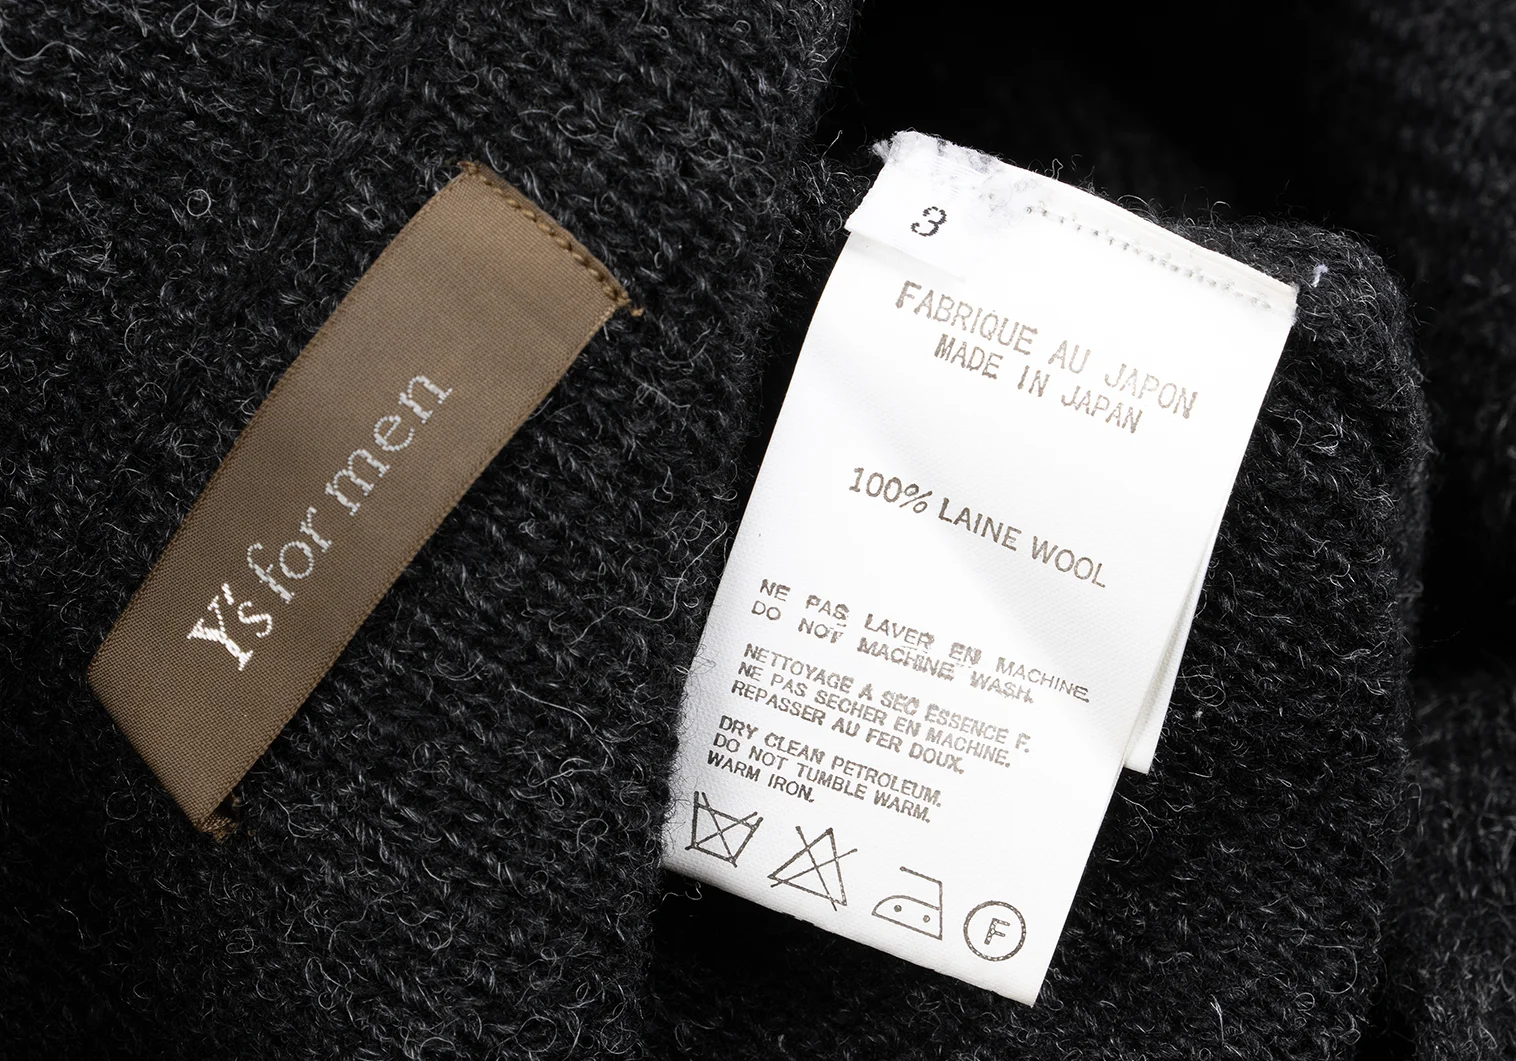 Y's for men
3
FABRIQUE AU JAPON
MADE IN JAPAN
100% LAINE WOOL
NE PAS LAVER EN MACHINE.
DO NOT MACHINE WASH.
NETTOYAGE A SEC ESSENCE F.
NE PAS SECHER EN MACHINE.
REPASSER AU FER DOUX.
DRY CLEAN PETROLEUM.
DO NOT TUMBLE WARM.
WARM IRON.
F